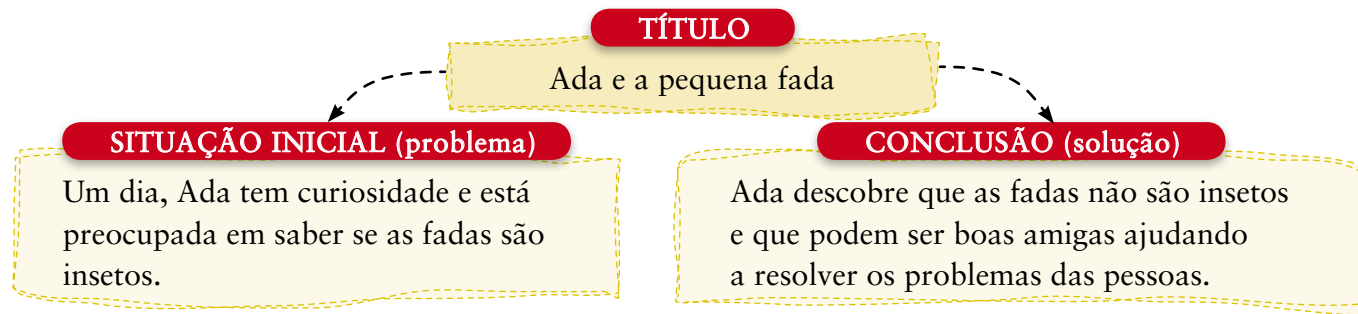 TÍTULO
Ada e a pequena fada
SITUAÇÃO INICIAL (problema)
Um dia, Ada tem curiosidade e está
preocupada em saber se as fadas são
insetos.
CONCLUSÃO (solução)
Ada descobre que as fadas não são insetos
e que podem ser boas amigas ajudando
a resolver os problemas das pessoas.